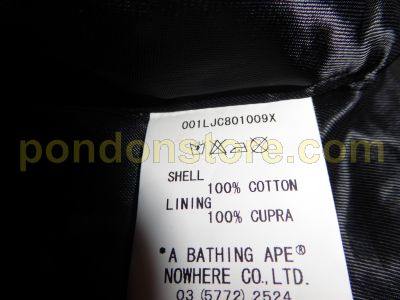 001LJC801009X
pondonstore.com
SHELL
100% COTTON
LINING
100% CUPRA
*A BATHING APE®
NOWHERE CO.,LTD.
03 (5772) 2524